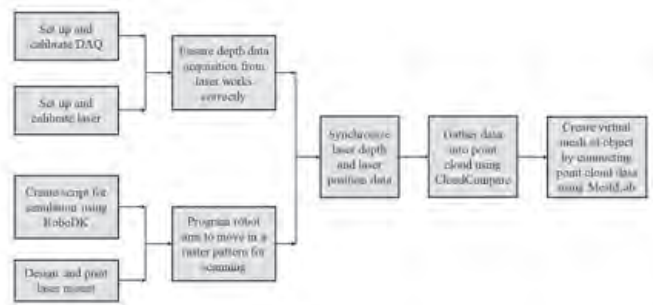 Set up and
calibrate DAQ
Set up and
calibrate laser
Ensure depth data
acquisition from
laser works
correctly
Create script for
simulation using
RoboDK
Design and print
laser mount
Program robot
arm to move in a
raster pattern for
scanning
Synchronize
laser depth
and laser
position data
Gather data
into point
cloud using
CloudCompare
Create virtual
mesh of object
by connecting
point cloud data
using MeshLab